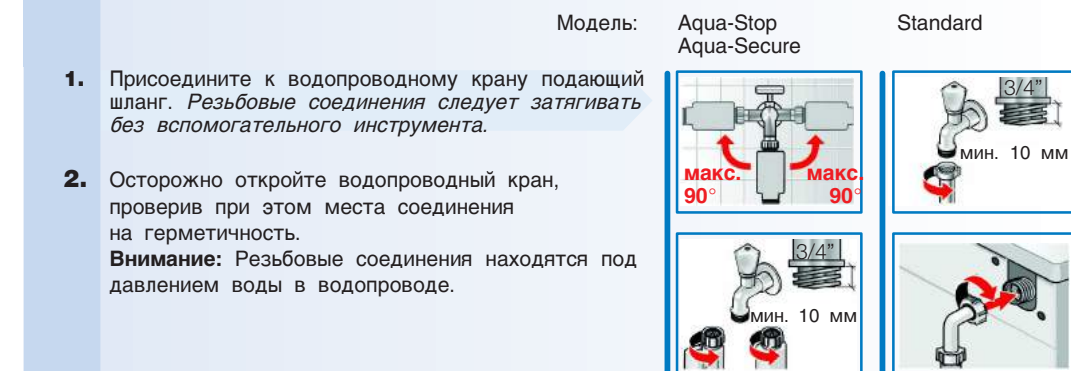 Модель: Aqua-Stop Standard
Aqua-Secure
1. Присоедините к водопроводному крану подающий
шланг. Резьбовые соединения следует затягивать
без вспомогательного инструмента.
2. Осторожно откройте водопроводный кран,
проверив при этом места соединения
на герметичность.
Внимание: Резьбовые соединения находятся под
давлением воды в водопроводе.
макс. макс.
90° 90°
3/4”
мин. 10 мм
3/4”
мин. 10 мм